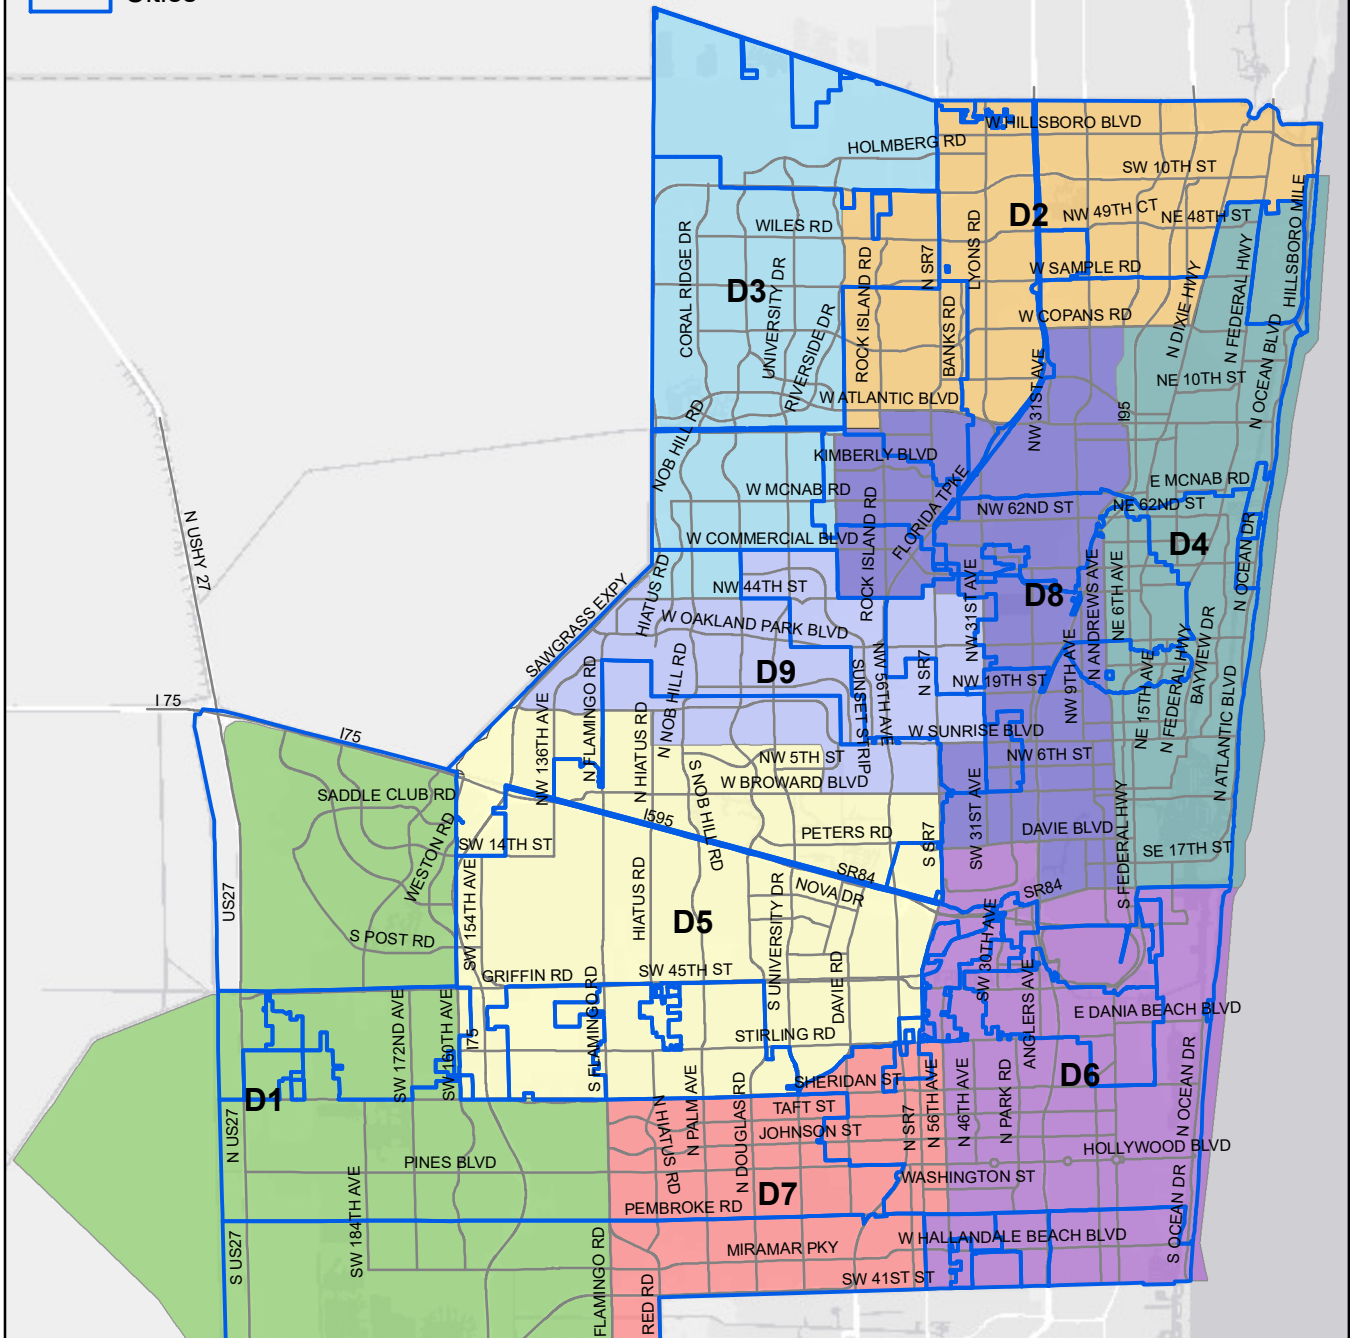 W HILLSBORO BLVD
HOLMBERG RD
SW 10TH ST
D2
NW 49TH CT
NE 48TH ST
HILLSBORO MILE
WILES RD
LYONS RD
CORAL RIDGE DR
UNIVERSITY DR
N SR7
ROCK ISLAND RD
N FEDERAL HWY
W SAMPLE RD
D3
N DIXIE HWY
W COPANS RD
RIVERSIDE DR
BANKS RD
N OCEAN BLVD
NW 31ST AVE
NE 10TH ST
W ATLANTIC BLVD
I95
NOB HILL RD
KIMBERLY BLVD
W MCNAB RD
E MCNAB RD
FLORIDA TPKE
NW 62ND ST
NE 62ND ST
ROCK ISLAND RD
N USHY 27
W COMMERCIAL BLVD
D4
N OCEAN DR
SAWGRASS EXPY
HIATUS RD
NW 44TH ST
NW 31ST AVE
D8
N ANDREWS AVE
NE 6TH AVE
W OAKLAND PARK BLVD
BAYVIEW DR
D9
N FLAMINGO RD
N NOB HILL RD
SUNSET STRIP
NW 56TH AVE
N SR7
NW 19TH ST
NW 9TH AVE
NE 15TH AVE
N FEDERAL HWY
N ATLANTIC BLVD
I 75
I75
NW 136TH AVE
N HIATUS RD
W SUNRISE BLVD
NW 5TH ST
NW 6TH ST
W BROWARD BLVD
SADDLE CLUB RD
S NOB HILL RD
I595
PETERS RD
S SR7
SW 31ST AVE
DAVIE BLVD
S FEDERAL HWY
SE 17TH ST
WESTON RD
SW 14TH ST
SR84
NOVA DR
SR84
US27
SW 154TH AVE
HIATUS RD
S UNIVERSITY DR
D5
S POST RD
SW 30TH AVE
GRIFFIN RD
SW 45TH ST
DAVIE RD
ANGLERS AVE
E DANIA BEACH BLVD
SW 172ND AVE
SW 160TH AVE
I75
S FLAMINGO RD
STIRLING RD
D1
D6
SHERIDAN ST
TAFT ST
N US27
N HIATUS RD
N PALM AVE
N DOUGLAS RD
JOHNSON ST
N SR7
N 56TH AVE
N 46TH AVE
N PARK RD
N OCEAN DR
HOLLYWOOD BLVD
PINES BLVD
WASHINGTON ST
D7
PEMBROKE RD
SW 184TH AVE
S US27
FLAMINGO RD
MIRAMAR PKY
W HALLANDALE BEACH BLVD
S OCEAN DR
RED RD
SW 41ST ST